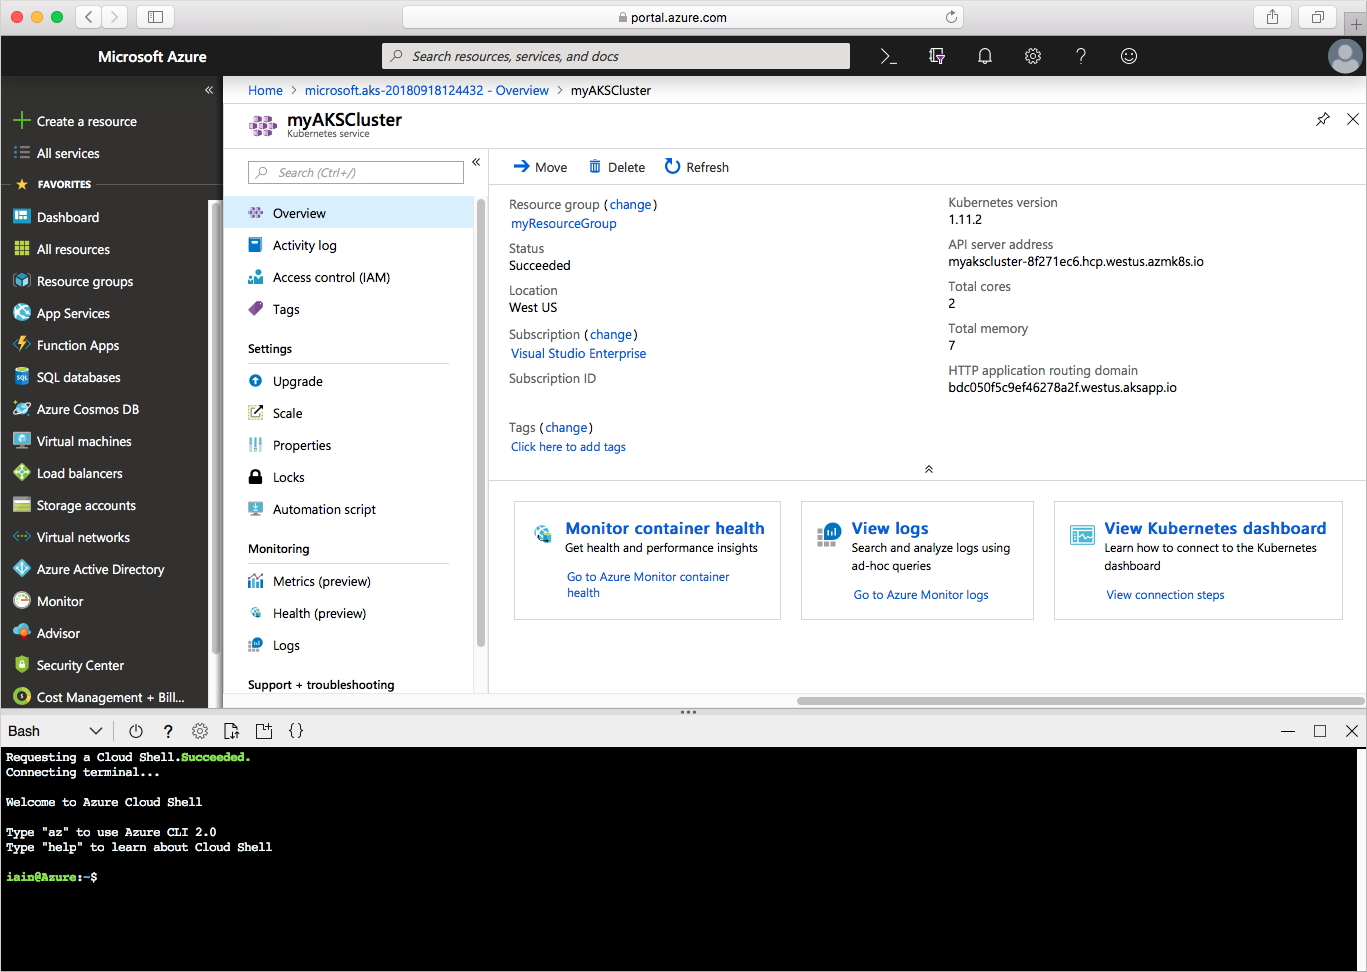 portal.azure.com
Microsoft Azure
Search resources, services, and docs
Home > microsoft.aks-20180918124432 - Overview > myAKSCluster
Create a resource
All services
FAVORITES
Dashboard
All resources
Resource groups
App Services
Function Apps
SQL databases
Azure Cosmos DB
Virtual machines
Load balancers
Storage accounts
Virtual networks
Azure Active Directory
Monitor
Advisor
Security Center
Cost Management + Bill...
myAKSCluster
Kubernetes service
Search (Ctrl+/)
Overview
Activity log
Access control (IAM)
Tags
Settings
Upgrade
Scale
Properties
Locks
Automation script
Monitoring
Metrics (preview)
Health (preview)
Logs
Support + troubleshooting
Move
Delete
Refresh
Resource group (change)
myResourceGroup
Status
Succeeded
Location
West US
Subscription (change)
Visual Studio Enterprise
Subscription ID
Tags (change)
Click here to add tags
Kubernetes version
1.11.2
API server address
myakscluster-8f271ec6.hcp.westus.azmk8s.io
Total cores
2
Total memory
7
HTTP application routing domain
bdc050f5c9ef46278a2f.westus.aksapp.io
Monitor container health
Get health and performance insights
Go to Azure Monitor container
health
View logs
Search and analyze logs using
ad-hoc queries
Go to Azure Monitor logs
View Kubernetes dashboard
Learn how to connect to the Kubernetes
dashboard
View connection steps
Bash
Requesting a Cloud Shell.Succeeded.
Connecting terminal...
Welcome to Azure Cloud Shell
Type "az" to use Azure CLI 2.0
Type "help" to learn about Cloud Shell
iain@Azure:~$